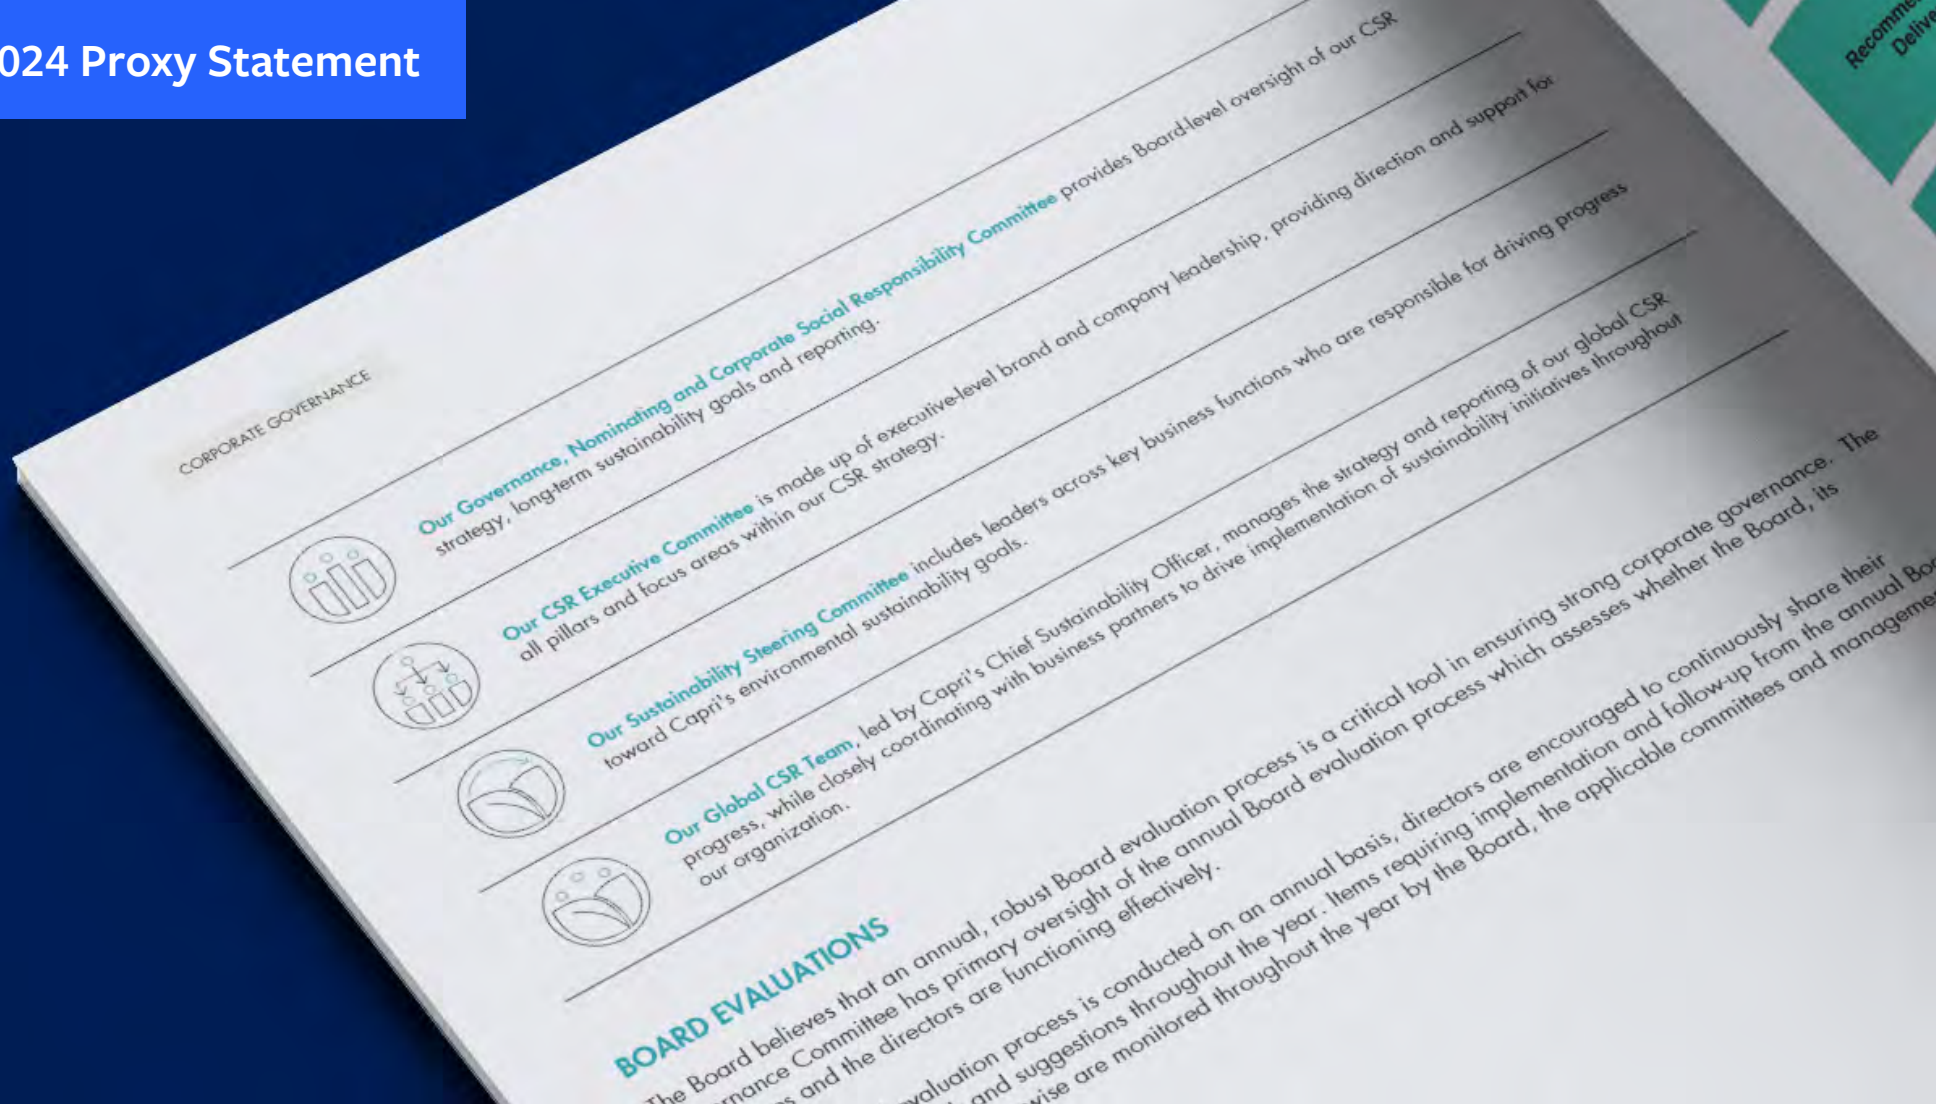 024 Proxy Statement
Recomme
Delive
CORPORATE GOVERNANCE
Our Governance, Nominating and Corporate Social Responsibility Committee provides Board-level oversight of our CSR
strategy, long-term sustainability goals and reporting.
Our CSR Executive Committee is made up of executive-level brand and company leadership, providing direction and support for
all pillars and focus areas within our CSR strategy.
Our Sustainability Steering Committee includes leaders across key business functions who are responsible for driving progress
toward Capri's environmental sustainability goals.
Our Global CSR Team, led by Capri's Chief Sustainability Officer, manages the strategy and reporting of our global CSR
progress, while closely coordinating with business partners to drive implementation of sustainability initiatives throughout
our organization.
BOARD EVALUATIONS
The Board believes that an annual, robust Board evaluation process is a critical tool in ensuring strong corporate governance. The
rnance Committee has primary oversight of the annual Board evaluation process which assesses whether the Board, its
s and the directors are functioning effectively.
valuation process is conducted on an annual basis, directors are encouraged to continuously share their
and suggestions throughout the year. Items requiring implementation and follow-up from the annual Boa
wise are monitored throughout the year by the Board, the applicable committees and manageme